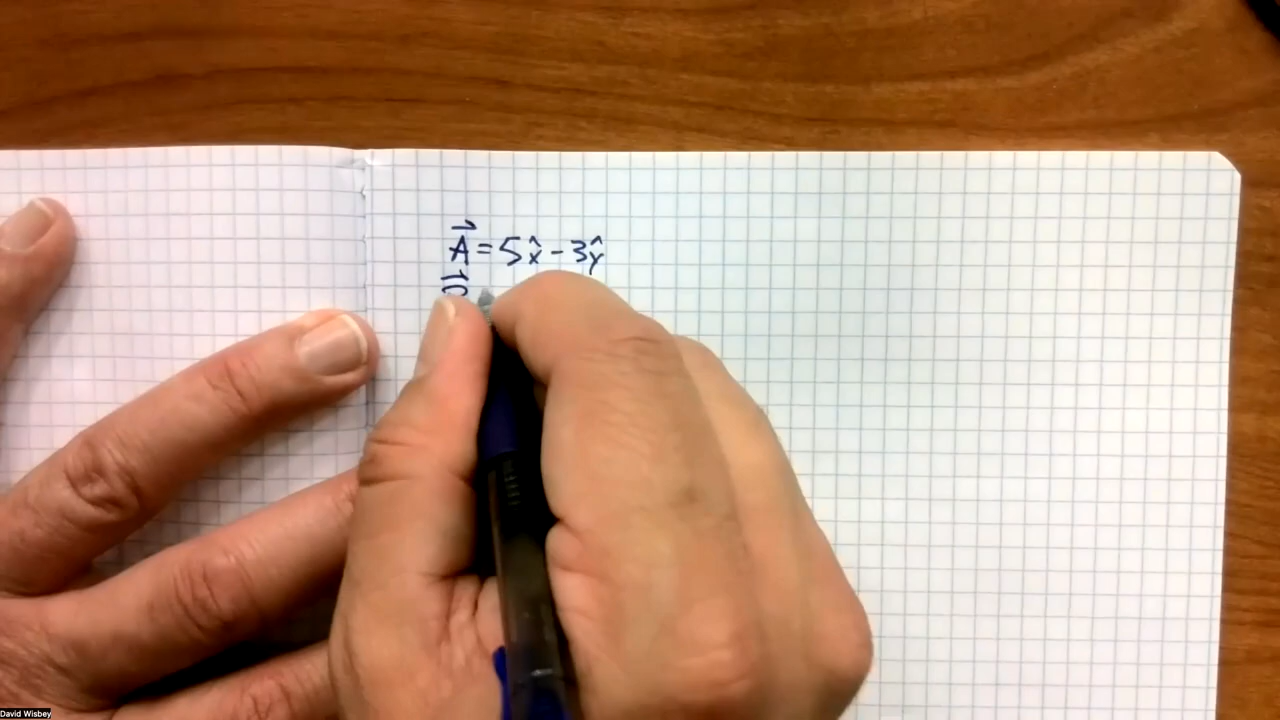 A⃗ = 5x̂ - 3ŷ
David Wisbey